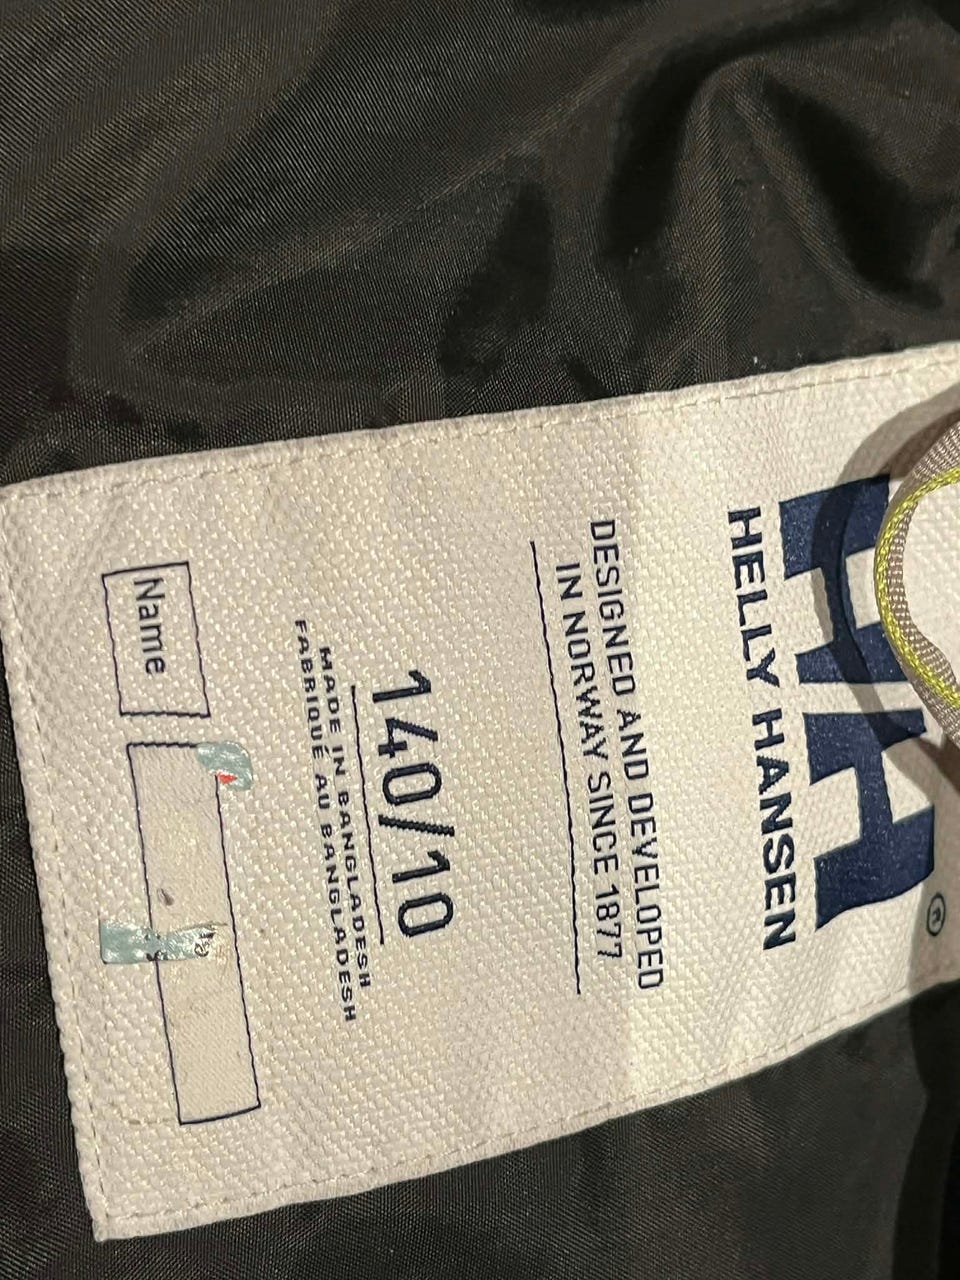 HH
®
HELLY HANSEN
DESIGNED AND DEVELOPED
IN NORWAY SINCE 1877
140/10
MADE IN BANGLADESH
FABRIQUÉ AU BANGLADESH
Name